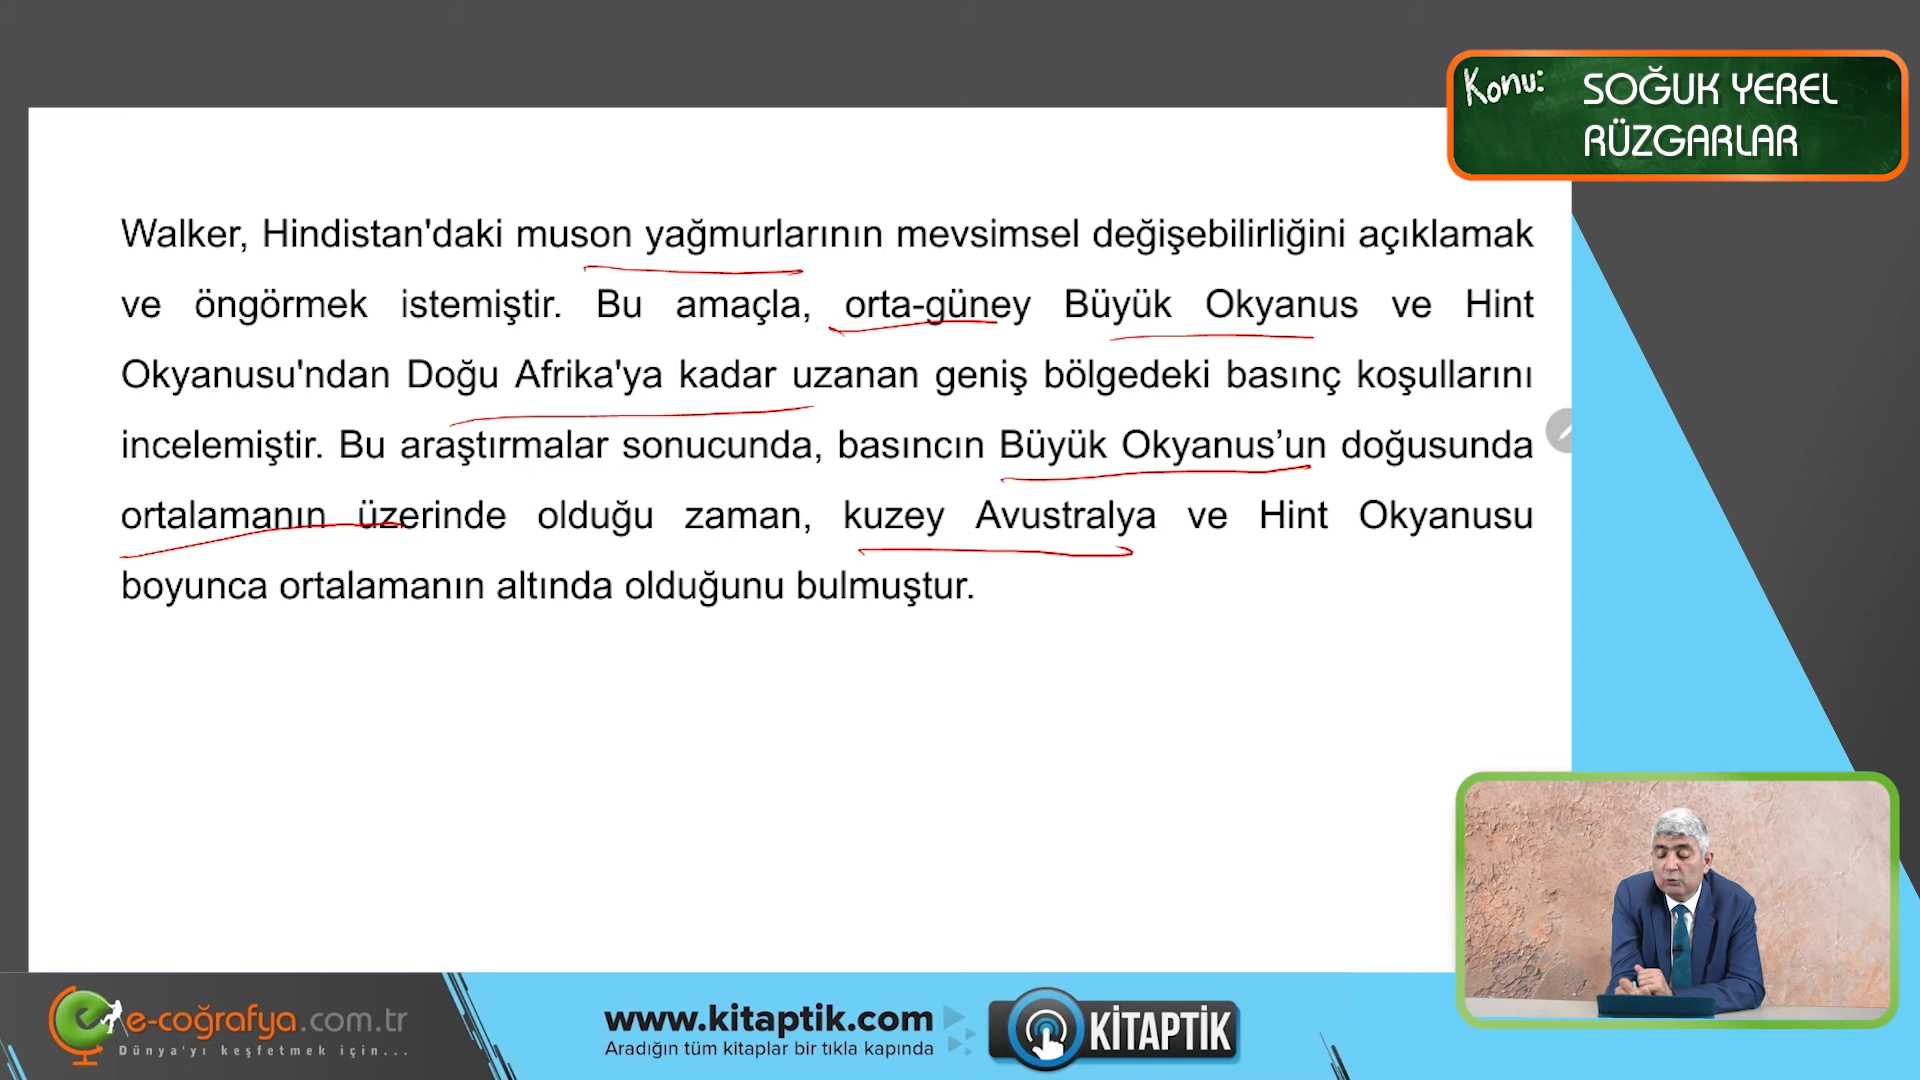 Konu: SOĞUK YEREL
RÜZGARLAR
Walker, Hindistan'daki muson yağmurlarının mevsimsel değişebilirliğini açıklamak
ve öngörmek istemiştir. Bu amaçla, orta-güney Büyük Okyanus ve Hint
Okyanusu'ndan Doğu Afrika'ya kadar uzanan geniş bölgedeki basınç koşullarını
incelemiştir. Bu araştırmalar sonucunda, basıncın Büyük Okyanus’un doğusunda
ortalamanın üzerinde olduğu zaman, kuzey Avustralya ve Hint Okyanusu
boyunca ortalamanın altında olduğunu bulmuştur.
e-coğrafya.com.tr
Dünya'yı keşfetmek için...
www.kitaptik.com
Aradığın tüm kitaplar bir tıkla kapında
KİTAPTIK